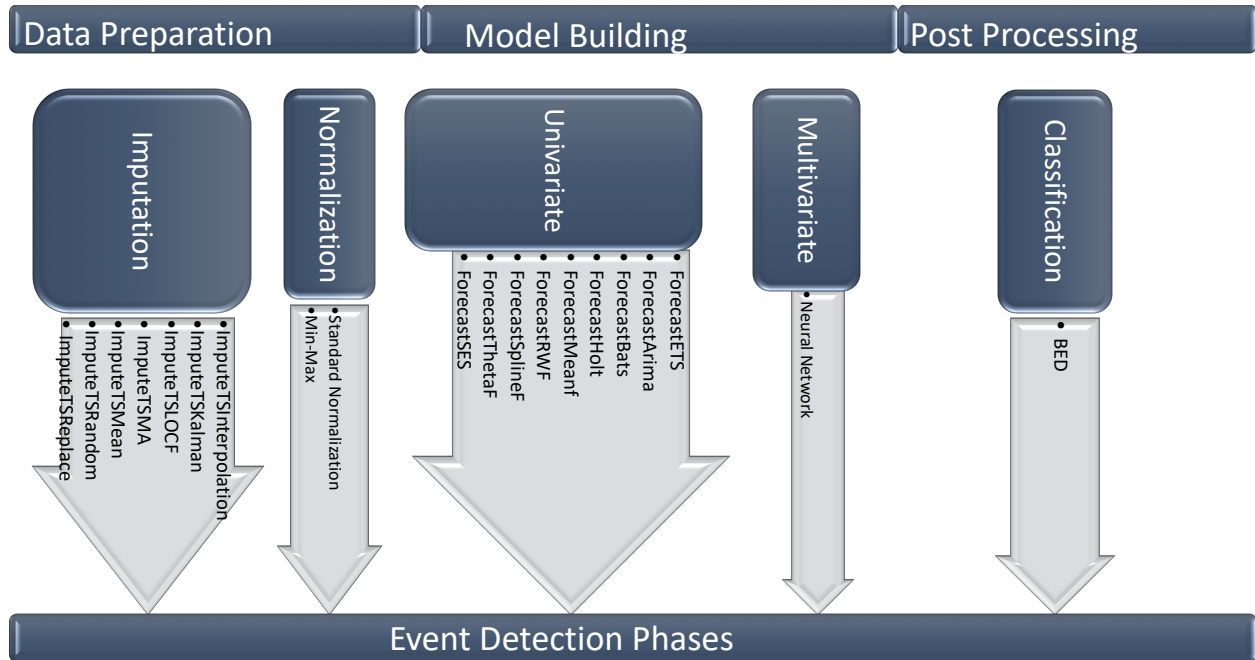 Data Preparation
Model Building
Post Processing
Imputation
• ImputeTSInterpolation
• ImputeTSKalman
• ImputeTSLOCF
• ImputeTSMA
• ImputeTSMean
• ImputeTSRandom
• ImputeTSReplace
Normalization
• Standard Normalization
• Min-Max
Univariate
• ForecastETS
• ForecastArima
• ForecastBats
• ForecastHolt
• ForecastMeanf
• ForecastRWF
• ForecastSplineF
• ForecastThetaF
• ForecastSES
Multivariate
• Neural Network
Classification
• BED
Event Detection Phases